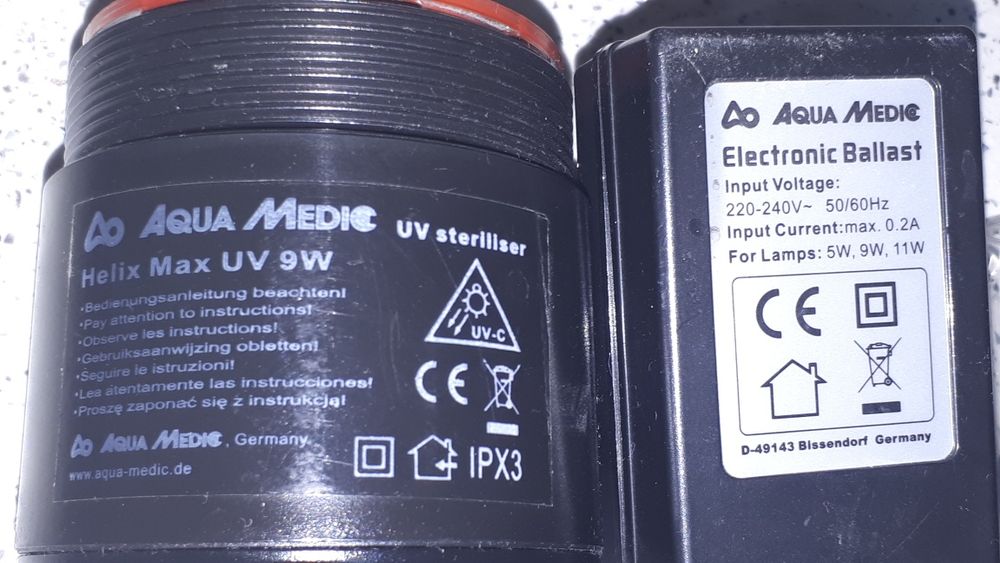 AQUA MEDIC UV steriliser
Helix Max UV 9W
•Bedienungsanleitung beachten!
•Pay attention to instructions!
•Observe les instructions!
•Gebruiksaanwijzing obletten!
•Seguire le istruzioni!
•Lea atentamente las instrucciones!
•Proszę zaponać się z instrukcją!
UV-C
CE
AQUA MEDIC, Germany
www.aqua-medic.de
IPX3
AQUA MEDIC
Electronic Ballast
Input Voltage:
220-240V~ 50/60Hz
Input Current:max. 0.2A
For Lamps: 5W, 9W, 11W
CE
D-49143 Bissendorf Germany